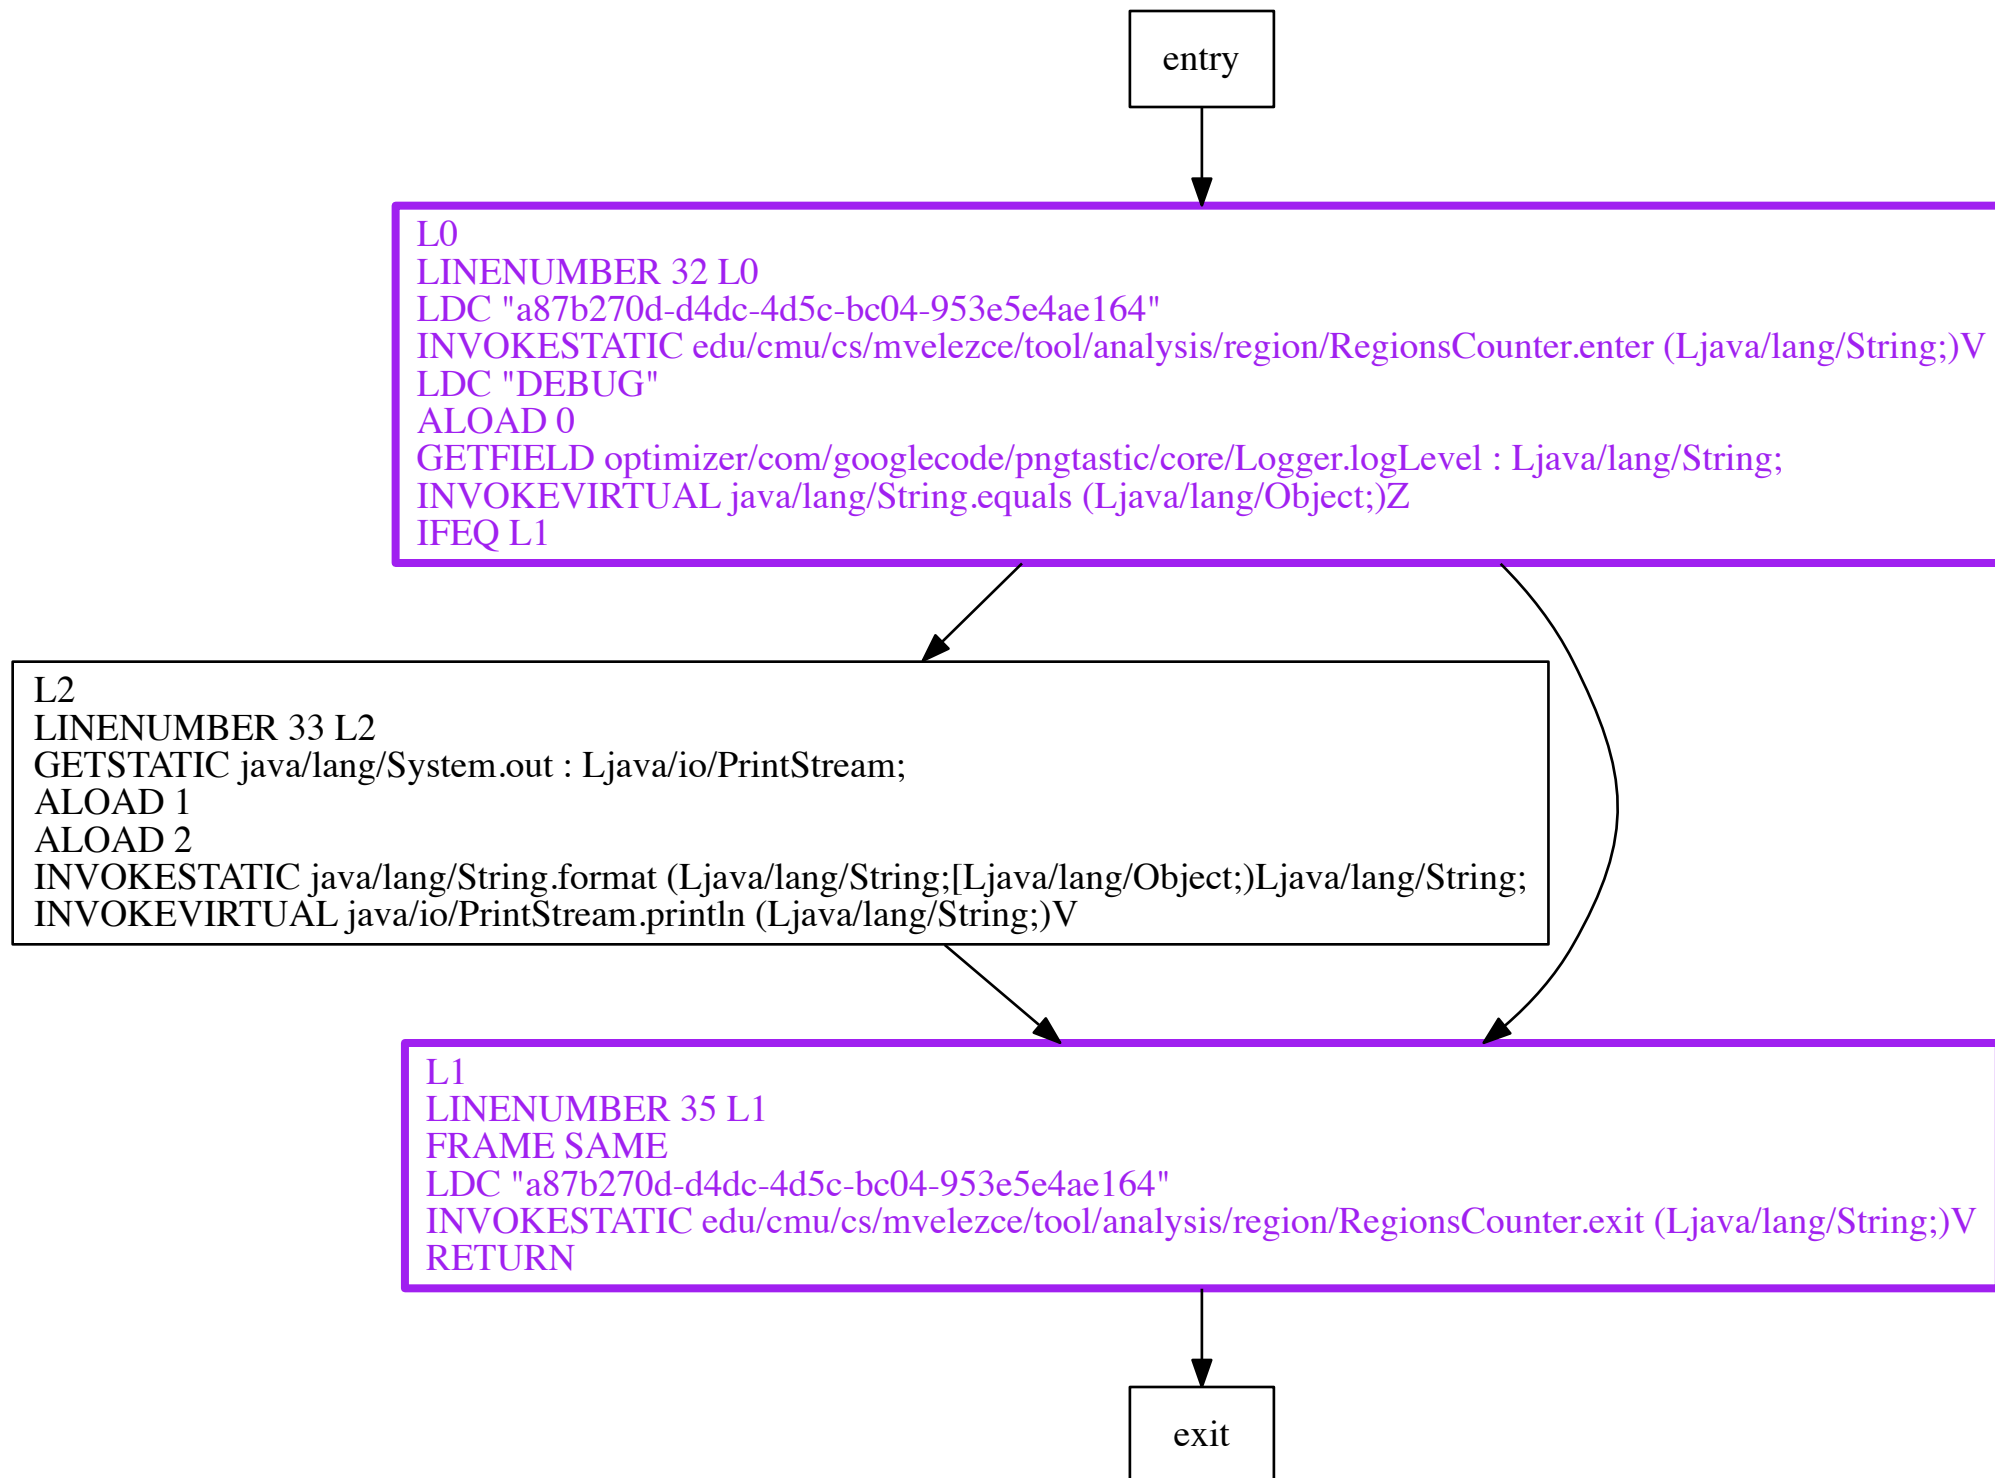 entry
L0
LINENUMBER 32 L0
LDC "a87b270d-d4dc-4d5c-bc04-953e5e4ae164"
INVOKESTATIC edu/cmu/cs/mvelezce/tool/analysis/region/RegionsCounter.enter (Ljava/lang/String;)V
LDC "DEBUG"
ALOAD 0
GETFIELD optimizer/com/googlecode/pngtastic/core/Logger.logLevel : Ljava/lang/String;
INVOKEVIRTUAL java/lang/String.equals (Ljava/lang/Object;)Z
IFEQ L1
L2
LINENUMBER 33 L2
GETSTATIC java/lang/System.out : Ljava/io/PrintStream;
ALOAD 1
ALOAD 2
INVOKESTATIC java/lang/String.format (Ljava/lang/String;[Ljava/lang/Object;)Ljava/lang/String;
INVOKEVIRTUAL java/io/PrintStream.println (Ljava/lang/String;)V
L1
LINENUMBER 35 L1
FRAME SAME
LDC "a87b270d-d4dc-4d5c-bc04-953e5e4ae164"
INVOKESTATIC edu/cmu/cs/mvelezce/tool/analysis/region/RegionsCounter.exit (Ljava/lang/String;)V
RETURN
exit